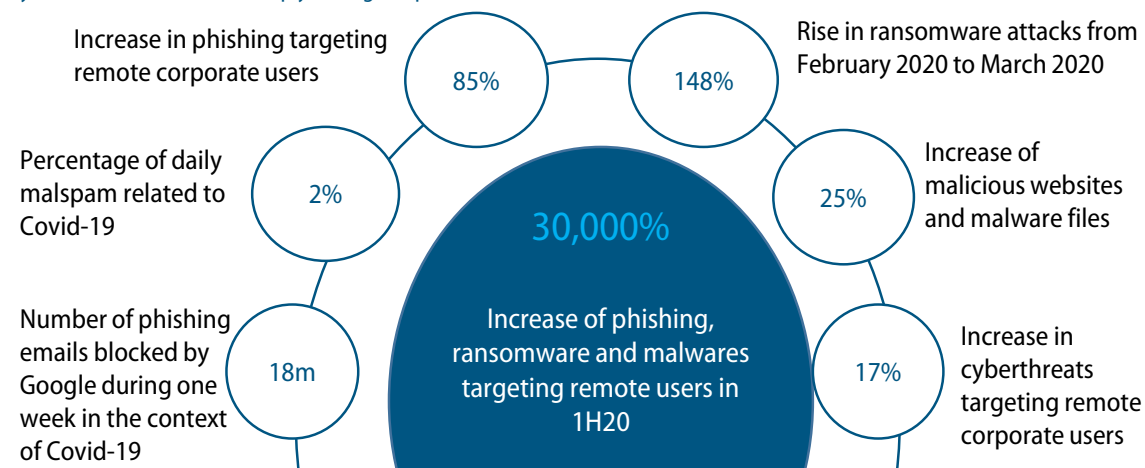 Increase in phishing targeting
remote corporate users
85%
148%
Rise in ransomware attacks from
February 2020 to March 2020
Percentage of daily
malspam related to
Covid-19
2%
25%
Increase of
malicious websites
and malware files
30,000%
Increase of phishing,
ransomware and malwares
targeting remote users in
1H20
Number of phishing
emails blocked by
Google during one
week in the context
of Covid-19
18m
17%
Increase in
cyberthreats
targeting remote
corporate users